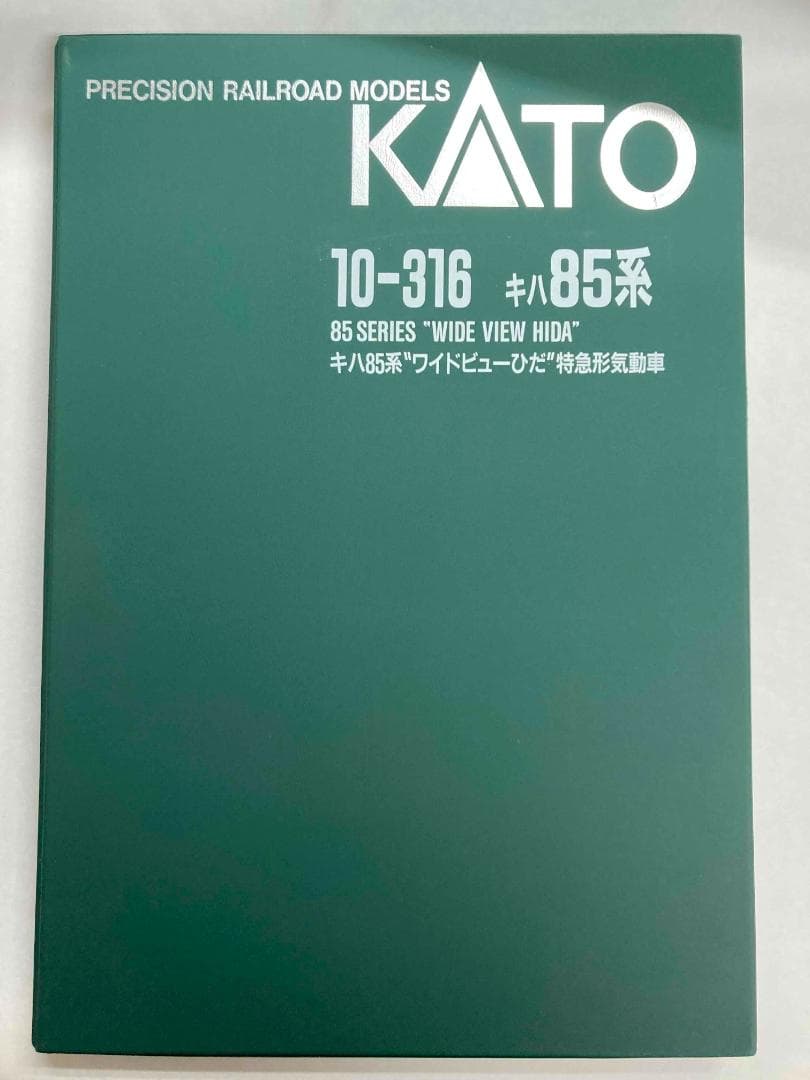 PRECISION RAILROAD MODELS
KATO
10-316 キハ85系
85 SERIES "WIDE VIEW HIDA"
キハ85系"ワイドビューひだ"特急形気動車